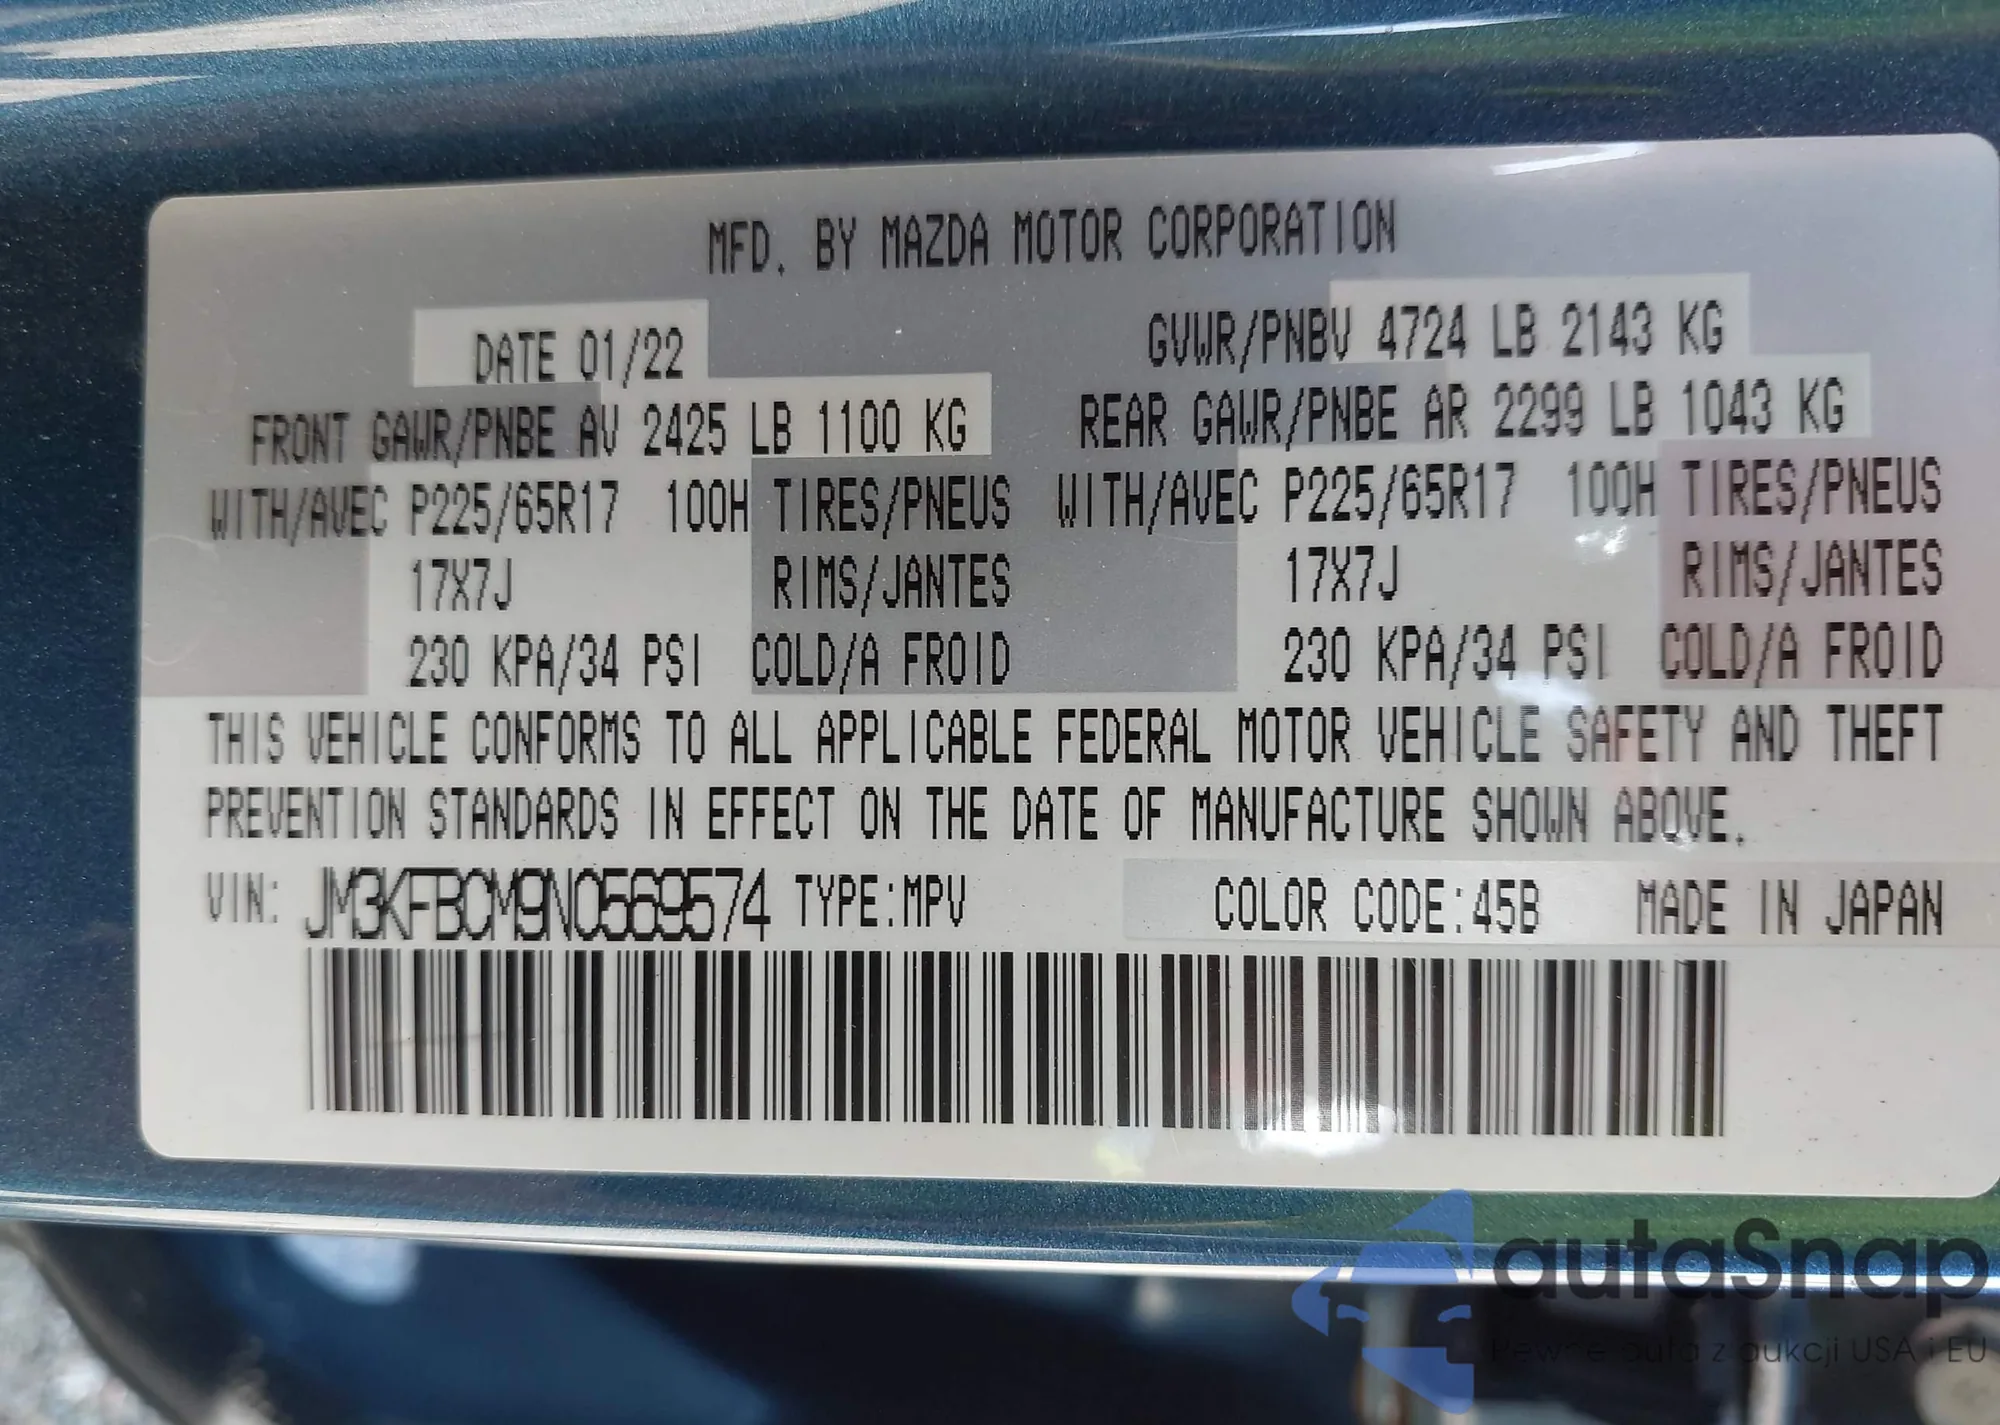 MFD. BY MAZDA MOTOR CORPORATION
DATE 01/22 GVWR/PNBV 4724 LB 2143 KG
FRONT GAWR/PNBE AV 2425 LB 1100 KG REAR GAWR/PNBE AR 2299 LB 1043 KG
WITH/AVEC P225/65R17 100H TIRES/PNEUS WITH/AVEC P225/65R17 100H TIRES/PNEUS
17X7J RIMS/JANTES 17X7J RIMS/JANTES
230 KPA/34 PSI COLD/A FROID 230 KPA/34 PSI COLD/A FROID
THIS VEHICLE CONFORMS TO ALL APPLICABLE FEDERAL MOTOR VEHICLE SAFETY AND THEFT
PREVENTION STANDARDS IN EFFECT ON THE DATE OF MANUFACTURE SHOWN ABOVE.
VIN: JM3KFBCM9N0569574 TYPE:MPV COLOR CODE:45B MADE IN JAPAN
autaSnap
Pewne auta z aukcji USA i EU